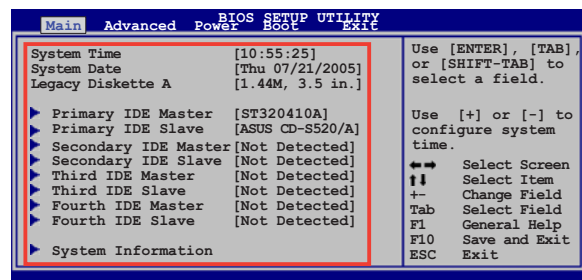 BIOS SETUP UTILITY
Main Advanced Power Boot Exit
System Time [10:55:25]
System Date [Thu 07/21/2005]
Legacy Diskette A [1.44M, 3.5 in.]
Primary IDE Master [ST320410A]
Primary IDE Slave [ASUS CD-S520/A]
Secondary IDE Master [Not Detected]
Secondary IDE Slave [Not Detected]
Third IDE Master [Not Detected]
Third IDE Slave [Not Detected]
Fourth IDE Master [Not Detected]
Fourth IDE Slave [Not Detected]
System Information
Use [ENTER], [TAB],
or [SHIFT-TAB] to
select a field.
Use [+] or [-] to
configure system
time.
Select Screen
Select Item
+- Change Field
Tab Select Field
F1 General Help
F10 Save and Exit
ESC Exit